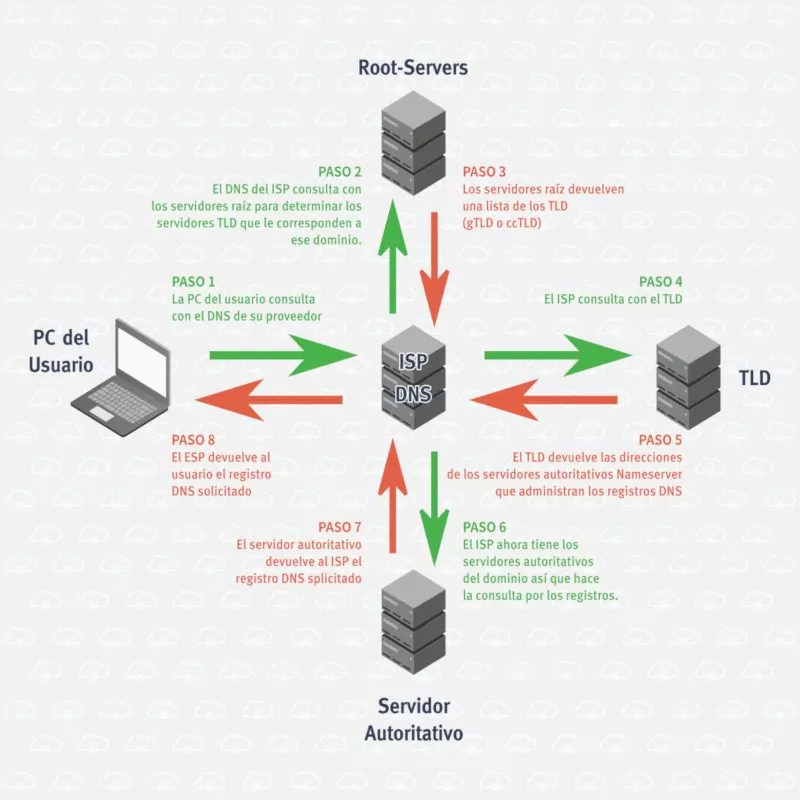 Root-Servers
PASO 2
El DNS del ISP consulta con
los servidores raíz para determinar los
servidores TLD que le corresponden a
ese dominio.
PASO 3
Los servidores raíz devuelven
una lista de los TLD
(gTLD o ccTLD)
PASO 1
La PC del usuario consulta
con el DNS de su proveedor
PASO 4
El ISP consulta con el TLD
PC del
Usuario
ISP
DNS
TLD
PASO 8
El ESP devuelve al
usuario el registro
DNS solicitado
PASO 5
El TLD devuelve las direcciones
de los servidores autoritativos Nameserver
que administran los registros DNS
PASO 7
El servidor autoritativo
devuelve al ISP el
registro DNS splicitado
PASO 6
El ISP ahora tiene los
servidores autoritativos
del dominio así que hace
la consulta por los registros.
Servidor
Autoritativo